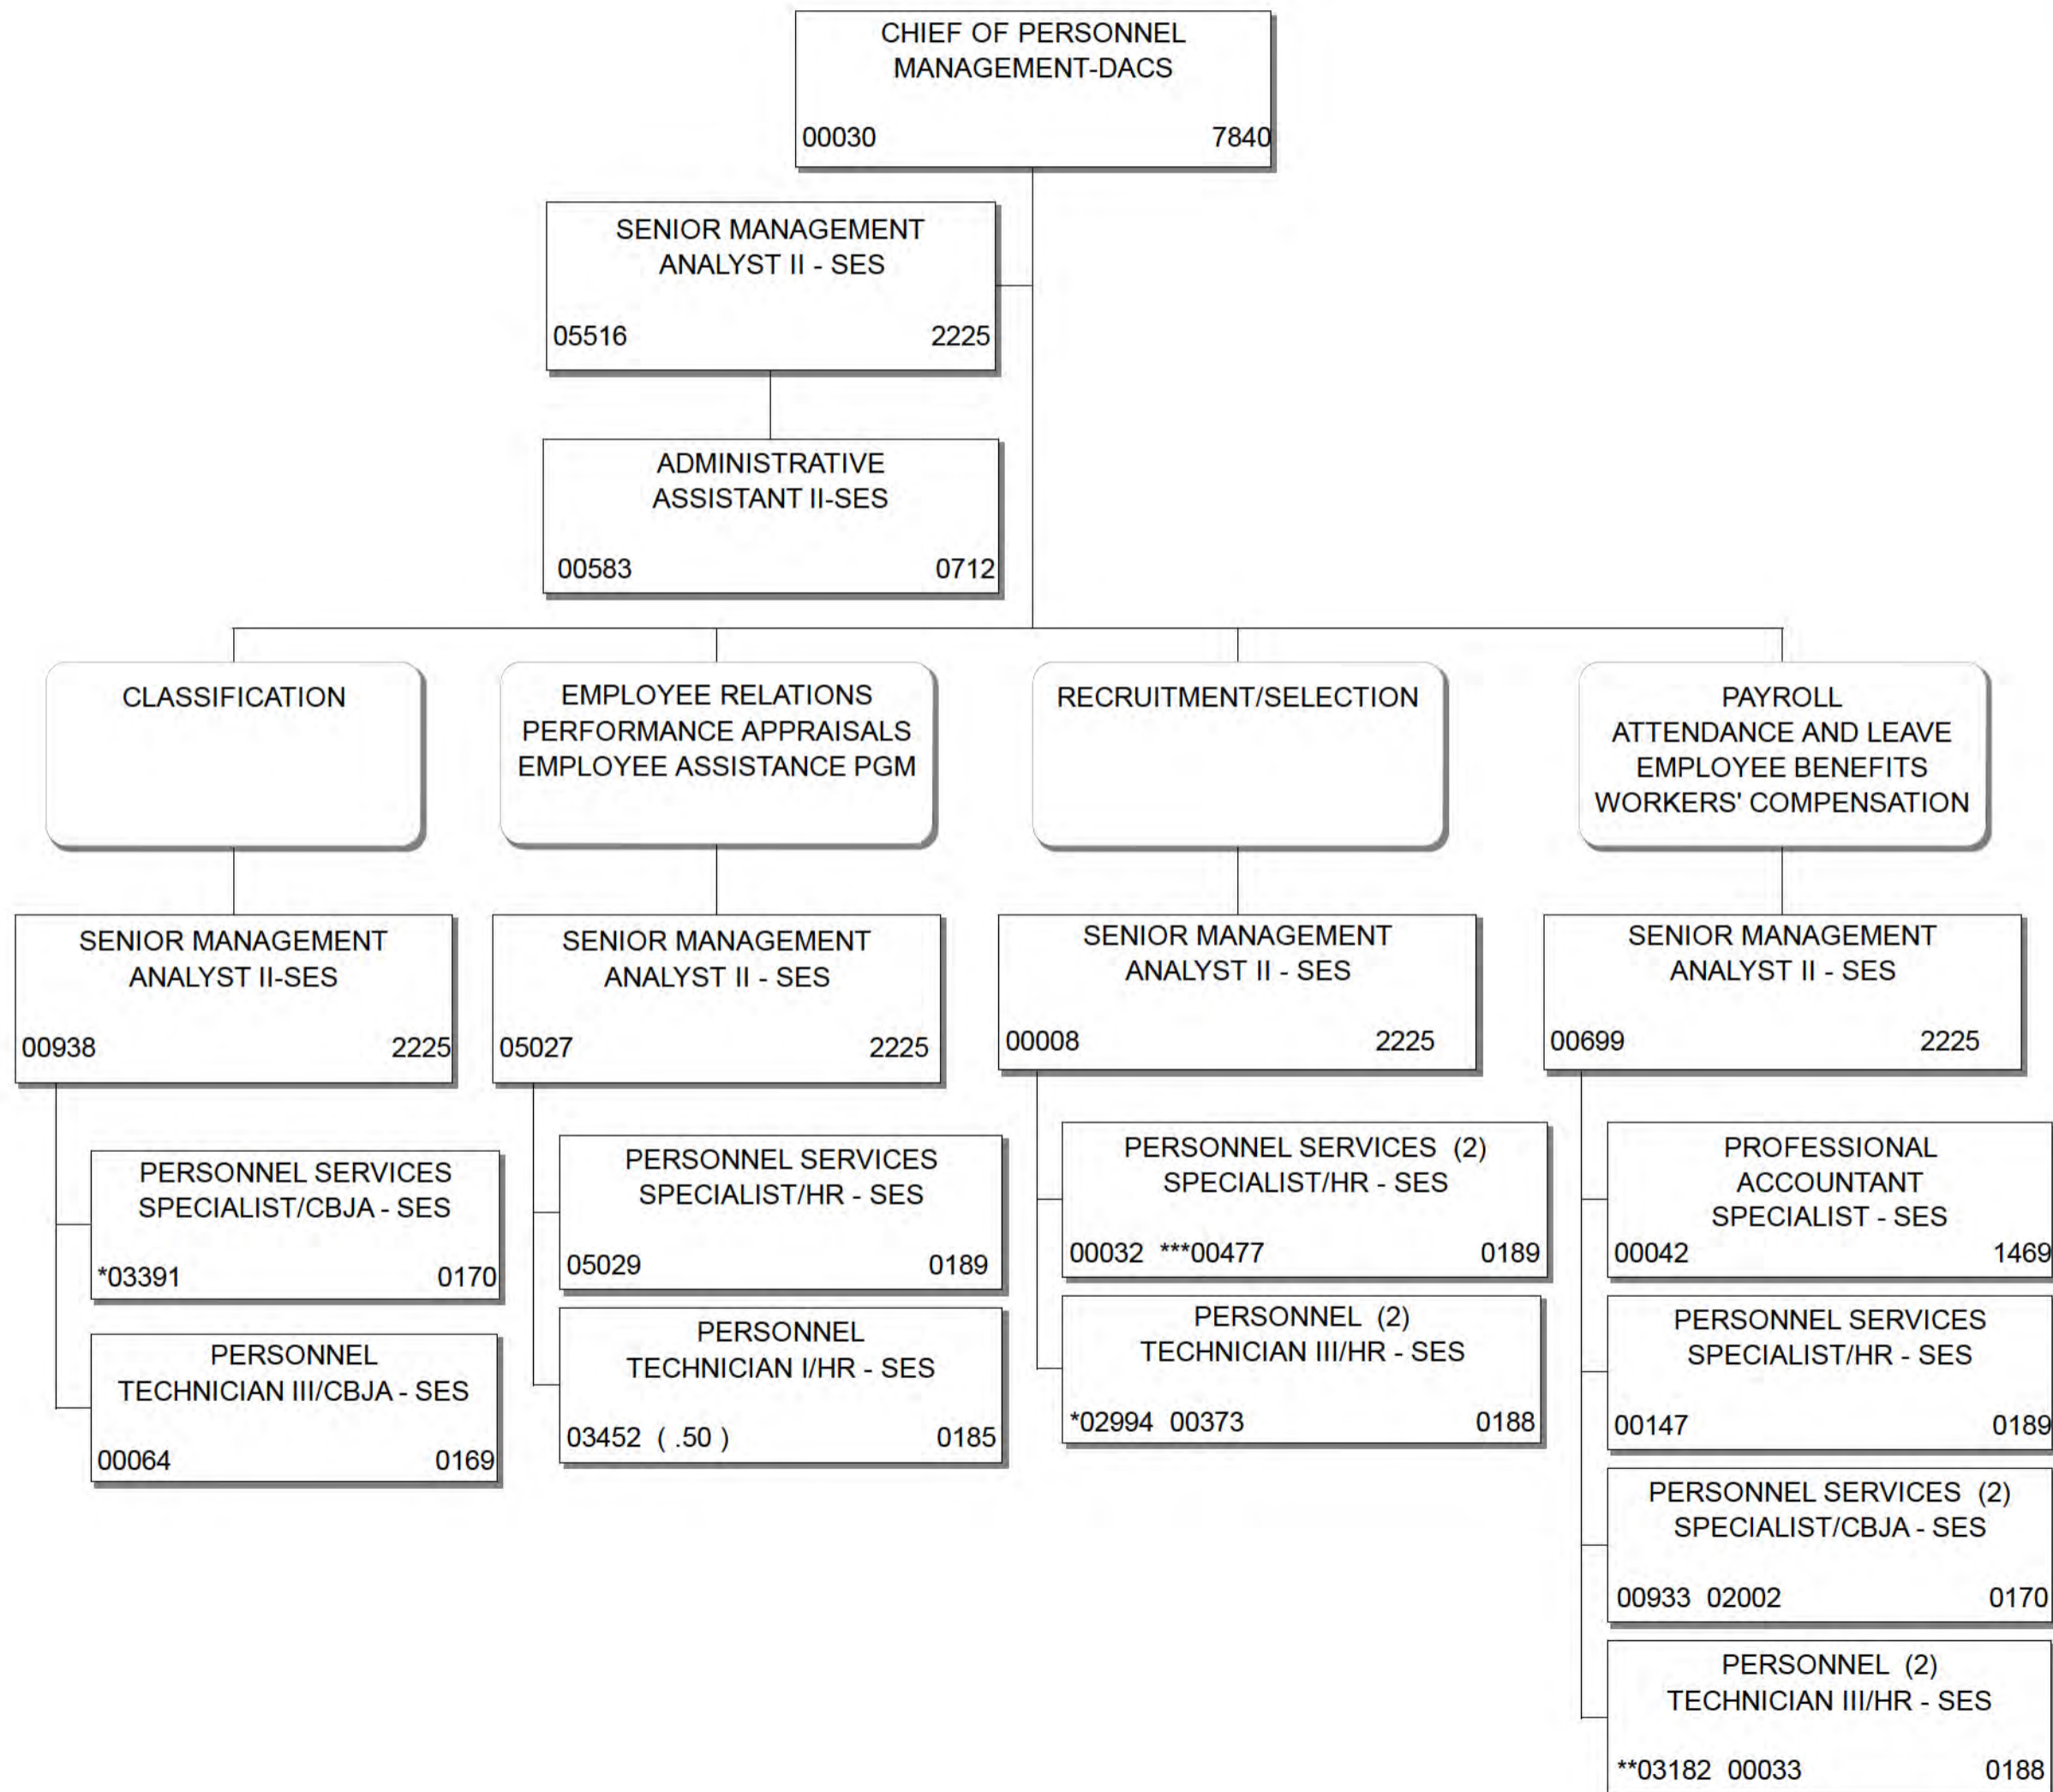 CHIEF OF PERSONNEL
MANAGEMENT-DACS
00030 7840
SENIOR MANAGEMENT
ANALYST II - SES
05516 2225
ADMINISTRATIVE
ASSISTANT II-SES
00583 0712
CLASSIFICATION
EMPLOYEE RELATIONS
PERFORMANCE APPRAISALS
EMPLOYEE ASSISTANCE PGM
RECRUITMENT/SELECTION
PAYROLL
ATTENDANCE AND LEAVE
EMPLOYEE BENEFITS
WORKERS' COMPENSATION
SENIOR MANAGEMENT
ANALYST II-SES
00938 2225
PERSONNEL SERVICES
SPECIALIST/CBJA - SES
*03391 0170
PERSONNEL
TECHNICIAN III/CBJA - SES
00064 0169
SENIOR MANAGEMENT
ANALYST II - SES
05027 2225
PERSONNEL SERVICES
SPECIALIST/HR - SES
05029 0189
PERSONNEL
TECHNICIAN I/HR - SES
03452 ( .50 ) 0185
SENIOR MANAGEMENT
ANALYST II - SES
00008 2225
PERSONNEL SERVICES (2)
SPECIALIST/HR - SES
00032 ***00477 0189
PERSONNEL (2)
TECHNICIAN III/HR - SES
*02994 00373 0188
SENIOR MANAGEMENT
ANALYST II - SES
00699 2225
PROFESSIONAL
ACCOUNTANT
SPECIALIST - SES
00042 1469
PERSONNEL SERVICES
SPECIALIST/HR - SES
00147 0189
PERSONNEL SERVICES (2)
SPECIALIST/CBJA - SES
00933 02002 0170
PERSONNEL (2)
TECHNICIAN III/HR - SES
**03182 00033 0188